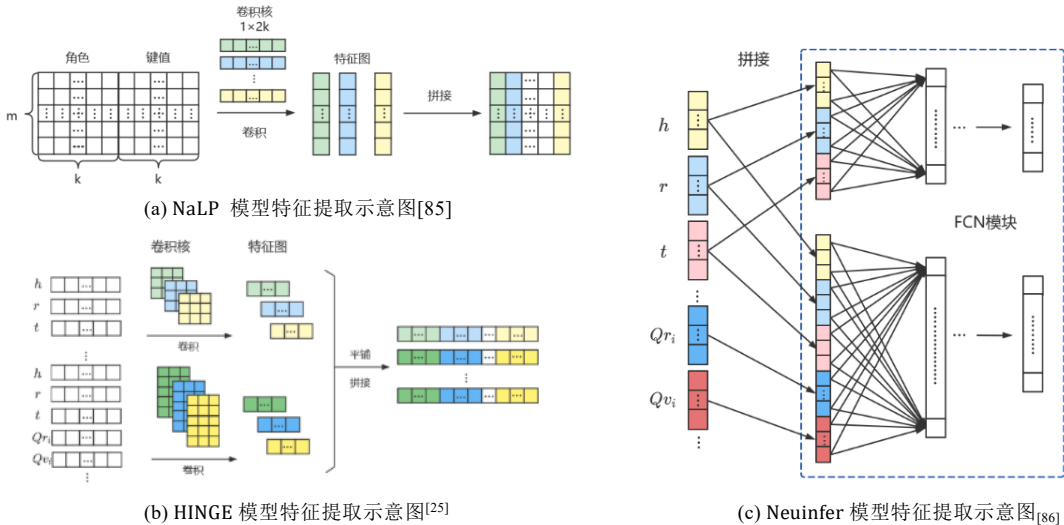 卷积核
1×2k
角色
键值
特征图
m
卷积
拼接
k
k
(a) NaLP 模型特征提取示意图[85]
卷积核
特征图
h
r
t
卷积
h
r
t
Qr_i
Qv_i
卷积
平铺
拼接
(b) HINGE 模型特征提取示意图[25]
拼接
h
r
t
Qr_i
Qv_i
FCN模块
(c) Neuinfer 模型特征提取示意图[86]